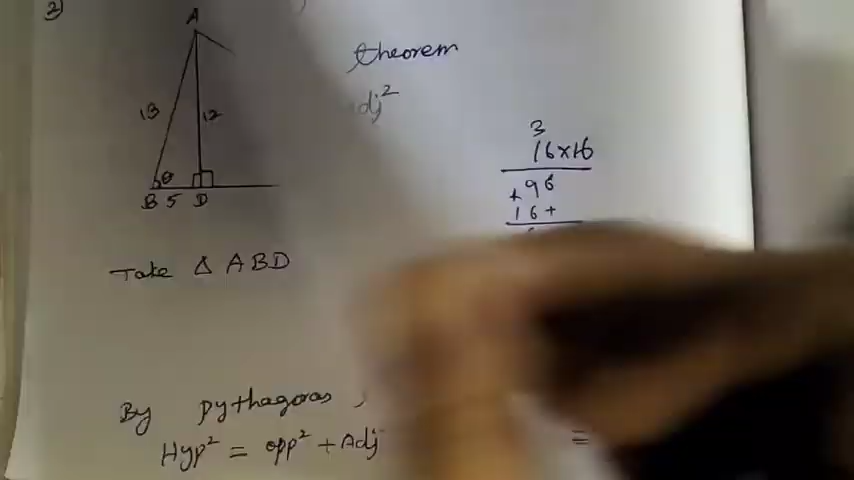 2)
A
theorem
dj²
13
12
3
16×16
+96
16+
θ
B 5 D
Take Δ ABD
By pythagoras
Hyp² = opp² + Adj
=